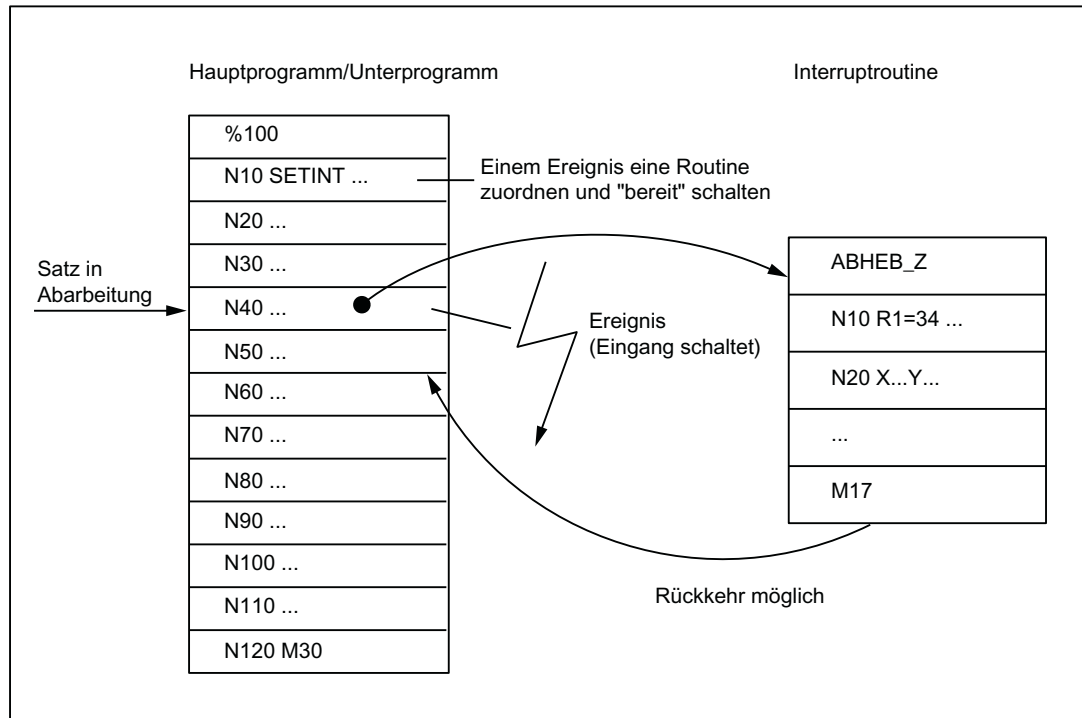 Hauptprogramm/Unterprogramm
Interruptroutine
%100
N10 SETINT ...
Einem Ereignis eine Routine
zuordnen und "bereit" schalten
N20 ...
N30 ...
Satz in
Abarbeitung
N40 ...
Ereignis
(Eingang schaltet)
N50 ...
N60 ...
N70 ...
N80 ...
N90 ...
N100 ...
N110 ...
N120 M30
ABHEB_Z
N10 R1=34 ...
N20 X...Y...
...
M17
Rückkehr möglich